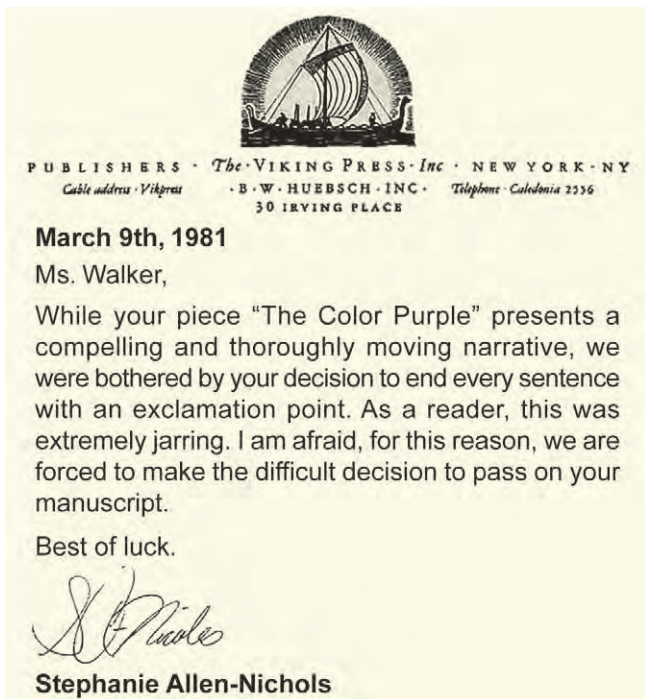 PUBLISHERS · The · VIKING PRESS · Inc · NEW YORK · NY
Cable address · Vikpress · B · W · HUEBSCH · INC · Telephone · Caledonia 2556
30 IRVING PLACE
March 9th, 1981
Ms. Walker,
While your piece “The Color Purple” presents a
compelling and thoroughly moving narrative, we
were bothered by your decision to end every sentence
with an exclamation point. As a reader, this was
extremely jarring. I am afraid, for this reason, we are
forced to make the difficult decision to pass on your
manuscript.
Best of luck.
Stephanie Allen-Nichols